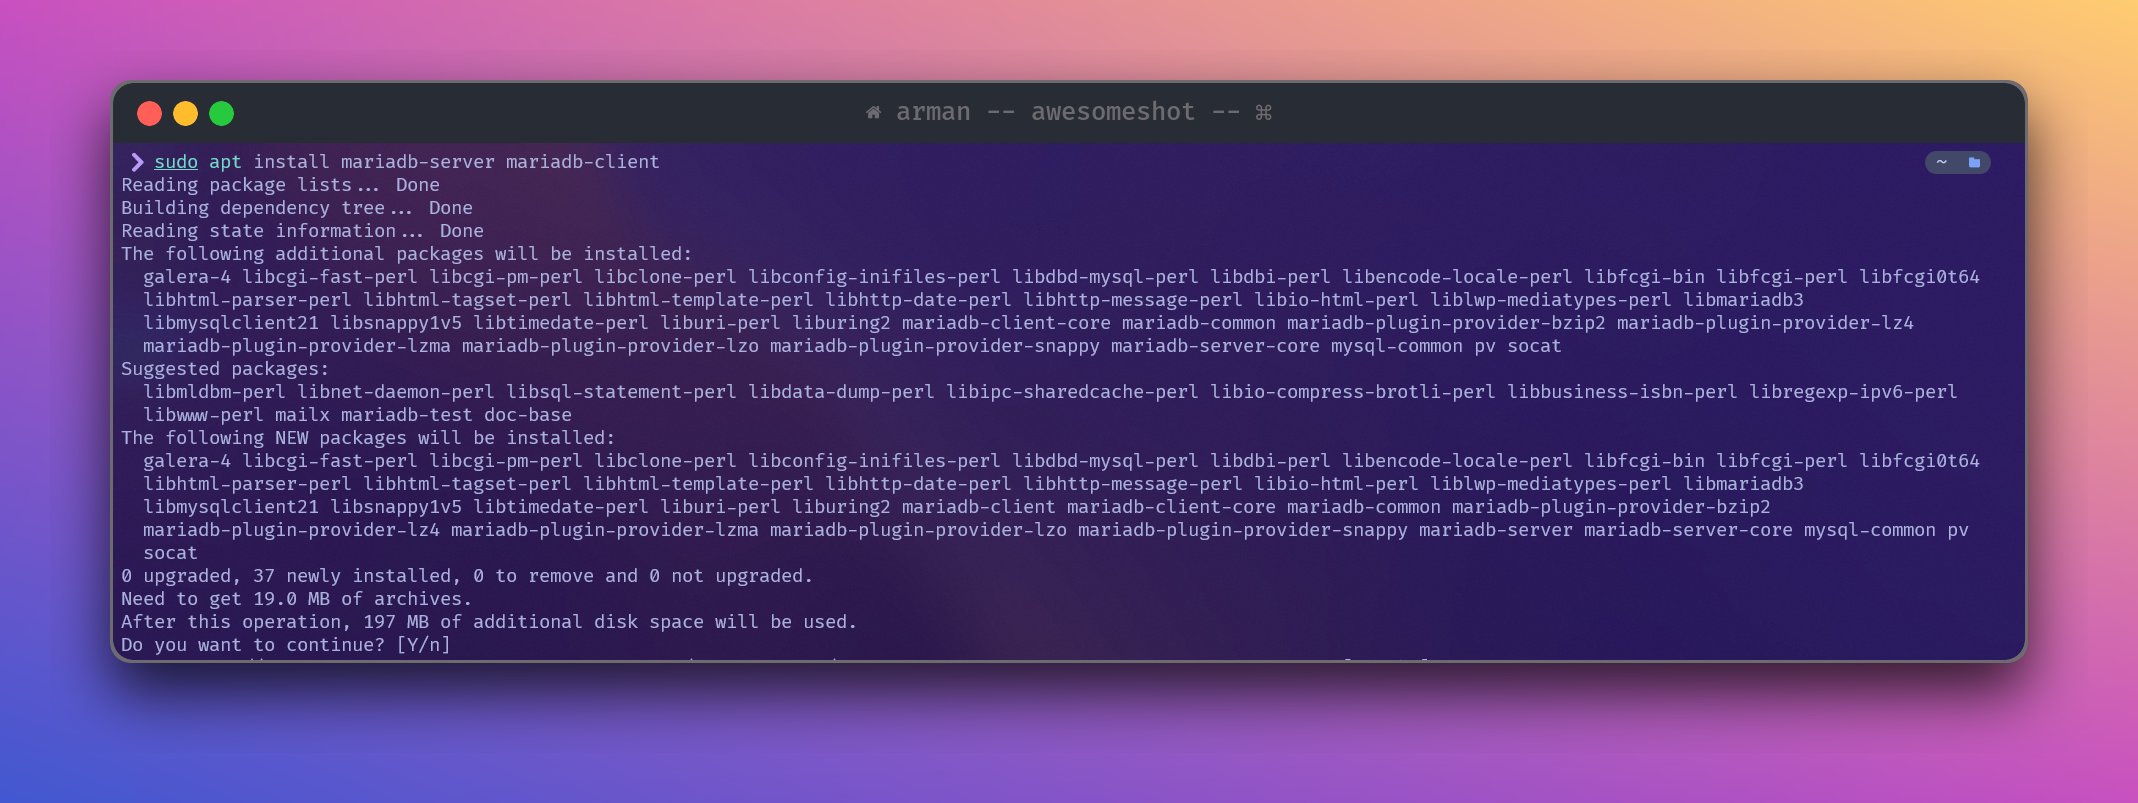 arman -- awesomeshot -- ⌘
❯ sudo apt install mariadb-server mariadb-client
~
Reading package lists... Done
Building dependency tree... Done
Reading state information... Done
The following additional packages will be installed:
galera-4 libcgi-fast-perl libcgi-pm-perl libclone-perl libconfig-inifiles-perl libdbd-mysql-perl libdbi-perl libencode-locale-perl libfcgi-bin libfcgi-perl libfcgi0t64
libhtml-parser-perl libhtml-tagset-perl libhtml-template-perl libhttp-date-perl libhttp-message-perl libio-html-perl liblwp-mediatypes-perl libmariadb3
libmysqlclient21 libsnappy1v5 libtimedate-perl liburi-perl liburing2 mariadb-client-core mariadb-common mariadb-plugin-provider-bzip2 mariadb-plugin-provider-lz4
mariadb-plugin-provider-lzma mariadb-plugin-provider-lzo mariadb-plugin-provider-snappy mariadb-server-core mysql-common pv socat
Suggested packages:
libmldbm-perl libnet-daemon-perl libsql-statement-perl libdata-dump-perl libipc-sharedcache-perl libio-compress-brotli-perl libbusiness-isbn-perl libregexp-ipv6-perl
libwww-perl mailx mariadb-test doc-base
The following NEW packages will be installed:
galera-4 libcgi-fast-perl libcgi-pm-perl libclone-perl libconfig-inifiles-perl libdbd-mysql-perl libdbi-perl libencode-locale-perl libfcgi-bin libfcgi-perl libfcgi0t64
libhtml-parser-perl libhtml-tagset-perl libhtml-template-perl libhttp-date-perl libhttp-message-perl libio-html-perl liblwp-mediatypes-perl libmariadb3
libmysqlclient21 libsnappy1v5 libtimedate-perl liburi-perl liburing2 mariadb-client mariadb-client-core mariadb-common mariadb-plugin-provider-bzip2
mariadb-plugin-provider-lz4 mariadb-plugin-provider-lzma mariadb-plugin-provider-lzo mariadb-plugin-provider-snappy mariadb-server mariadb-server-core mysql-common pv
socat
0 upgraded, 37 newly installed, 0 to remove and 0 not upgraded.
Need to get 19.0 MB of archives.
After this operation, 197 MB of additional disk space will be used.
Do you want to continue? [Y/n]